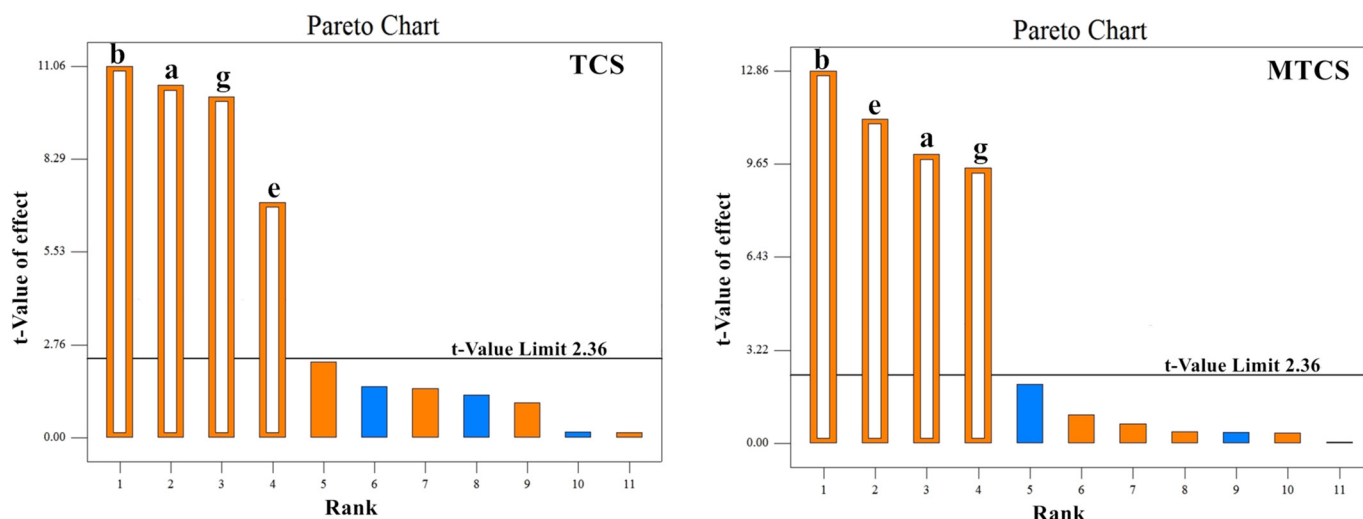 Pareto Chart
TCS
t-Value of effect
11.06
8.29
5.53
2.76
0.00
b
a
g
e
t-Value Limit 2.36
1 2 3 4 5 6 7 8 9 10 11
Rank
Pareto Chart
MTCS
t-Value of effect
12.86
9.65
6.43
3.22
0.00
b
e
a
g
t-Value Limit 2.36
1 2 3 4 5 6 7 8 9 10 11
Rank